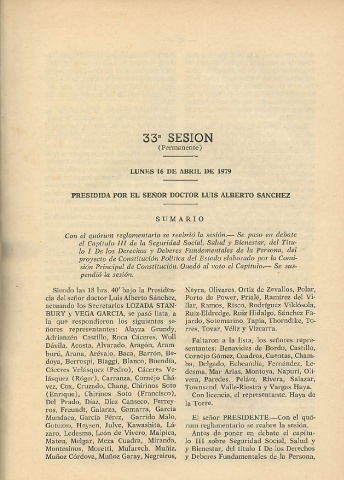 33ª SESION
(Permanente)
LUNES 16 DE ABRIL DE 1979
PRESIDIDA POR EL SEÑOR DOCTOR LUIS ALBERTO SANCHEZ
SUMARIO
Con el quórum reglamentario se reabrió la sesión.— Se puso en debate
el Capítulo III de la Seguridad Social, Salud y Bienestar, del Títu-
lo I De los Derechos y Deberes Fundamentales de la Persona, del
proyecto de Constitución Política del Estado elaborado por la Comi-
sión Principal de Constitución. Quedó al voto el Capítulo.— Se sus-
pendió la sesión.
Siendo las 18 hrs. 40' bajo la Presiden-
cia del señor doctor Luis Alberto Sánchez,
actuando los Secretarios LOZADA STAN-
BURY y VEGA GARCIA, se pasó lista, a
la que respondieron los siguientes se-
ñores representantes: Alayza Grundy,
Adrianzén Castillo, Roca Cáceres, Woll
Dávila, Acosta, Alvarado, Aragón, Aram-
burú, Arana, Arévalo, Baca, Barrón, Be-
doya, Berrospi, Biaggi, Blanco, Buendía,
Cáceres Velásquez (Pedro), Cáceres Ve-
lásquez (Róger), Carranza, Cornejo Chá-
vez, Cox, Cruzado, Chang, Chirinos Soto
(Enrique), Chirinos Soto (Francisco),
Del Prado, Díaz, Diez Canseco, Ferrey-
ros, Freundt, Galarza, Gamarra, García
Mundaca, García Pérez, Garrido Malo,
Gotuzzo, Heysen, Julve, Kawashita, Lá-
zaro, Ledesma, León de Vivero, Malpica,
Mateu, Melgar, Meza Cuadra, Miranda,
Montesinos, Moretti, Mufarech, Muñiz,
Muñoz Córdova, Muñoz Garay, Negreiros,
Neyra, Olivares, Ortiz de Zevallos, Polar,
Porto de Power, Prialé, Ramírez del Vi-
llar, Ramos, Risco, Rodríguez Vildósola,
Ruiz-Eldredge, Ruiz Hidalgo, Sánchez Fa-
jardo, Sotomarino, Tapia, Thorndike, To-
rres, Tovar, Véliz y Vizcarra.
Faltaron a la lista, los señores repre-
sentantes: Benavides de Bordo, Castillo,
Cornejo Gómez, Cuadros, Cuentas, Cham-
ba, Delgado, Echeandía, Fernández, Le-
dezma, Mur Arias, Montoya, Napurí, Oli-
vera, Paredes, Peláez, Rivera, Salazar,
Townsend, Valle-Riestra y Vargas Haya.
Con licencia, el representante, Haya de
la Torre.
El señor PRESIDENTE.—Con el quó-
rum reglamentario se reabre la sesión.
Antes de poner en debate el capítu-
lo III sobre Seguridad Social, Salud y
y Bienestar, del título I De los Derechos
y Deberes Fundamentales de la Persona,